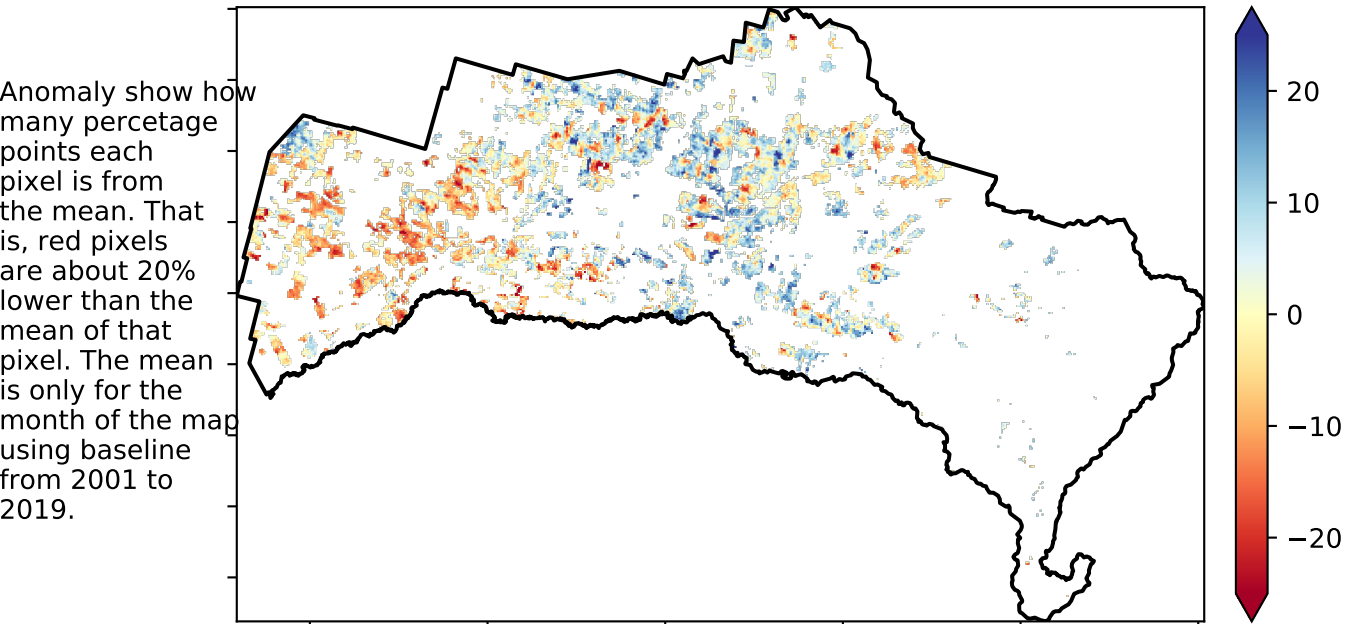 Anomaly show how
many percetage
points each
pixel is from
the mean. That
is, red pixels
are about 20%
lower than the
mean of that
pixel. The mean
is only for the
month of the map
using baseline
from 2001 to
2019.
20
10
0
−10
−20